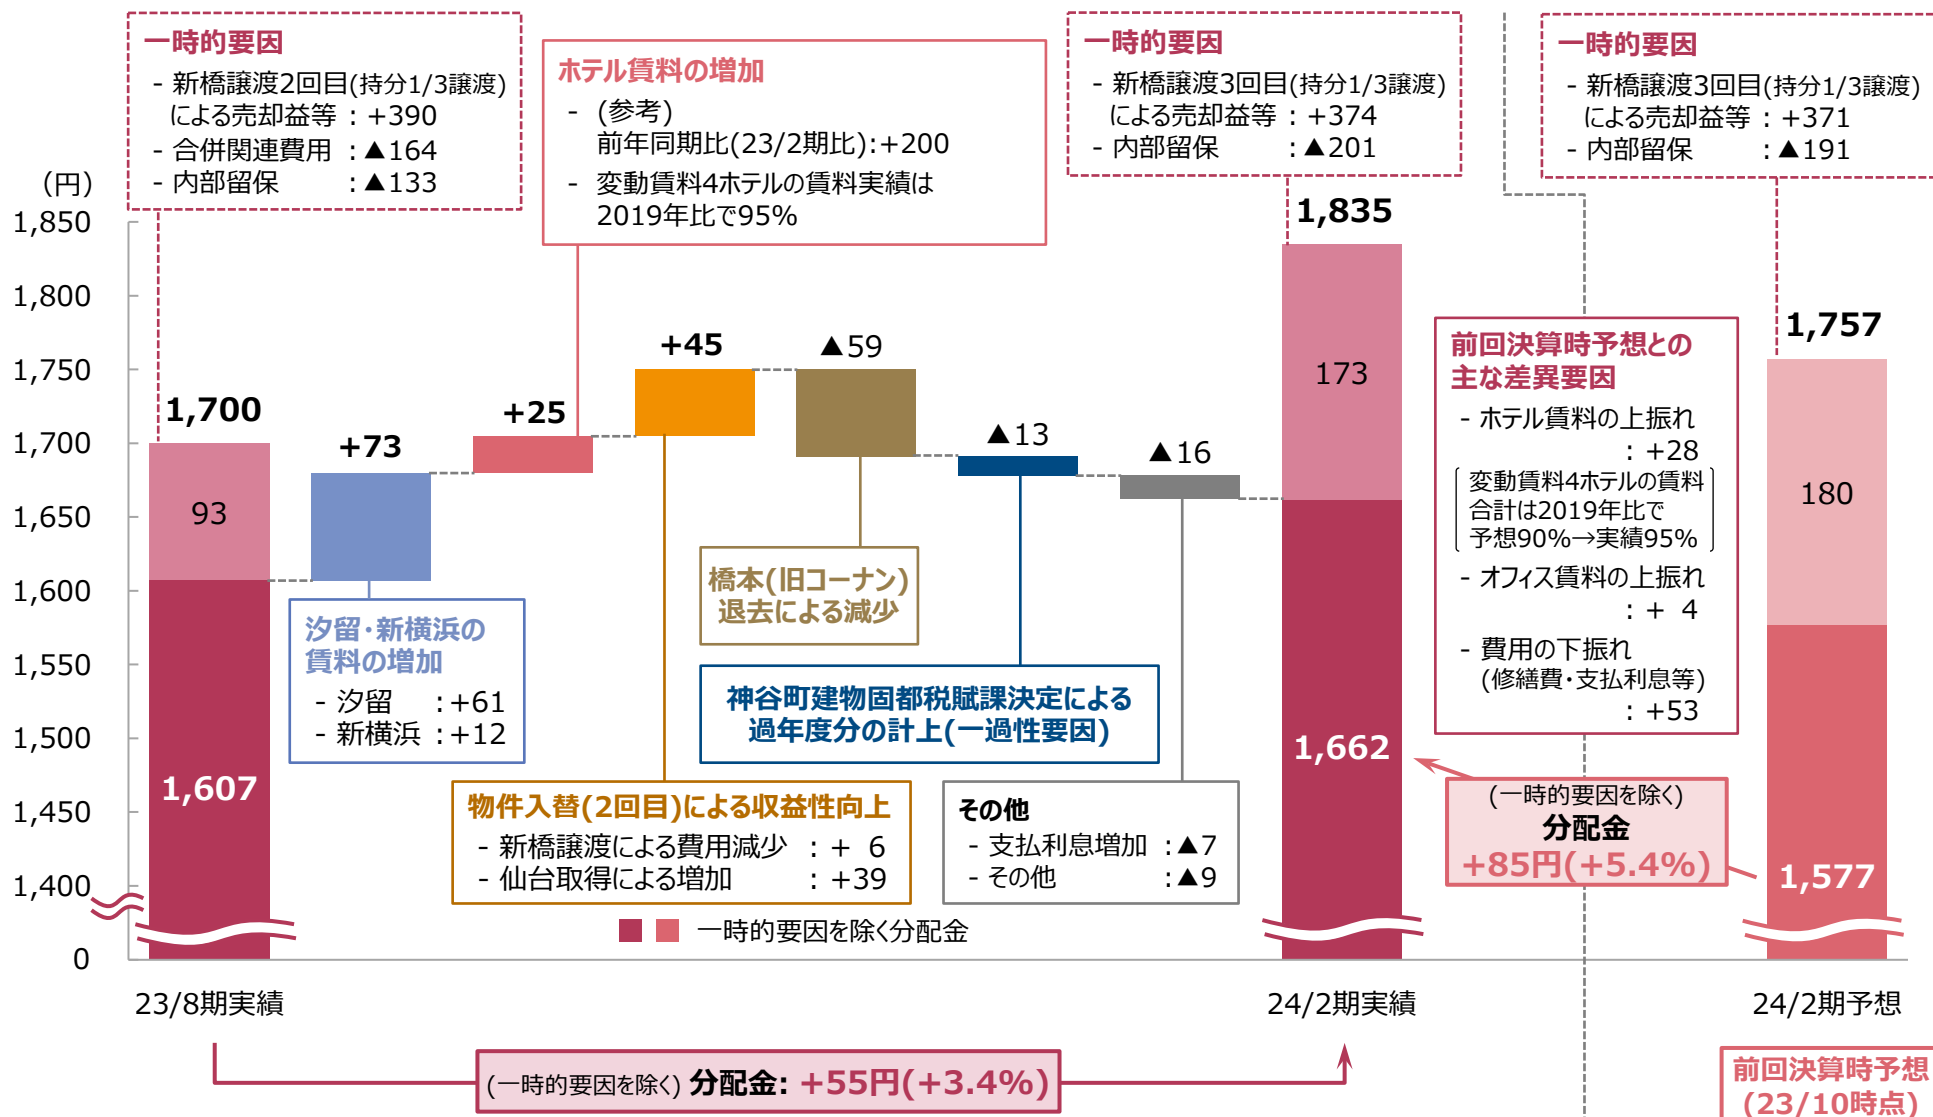 一時的要因
- 新橋譲渡2回目(持分1/3譲渡)
による売却益等：+390
- 合併関連費用 ：▲164
- 内部留保 ：▲133
ホテル賃料の増加
- (参考)
前年同期比(23/2期比):+200
- 変動賃料4ホテルの賃料実績は
2019年比で95%
一時的要因
- 新橋譲渡3回目(持分1/3譲渡)
による売却益等：+374
- 内部留保 ：▲201
一時的要因
- 新橋譲渡3回目(持分1/3譲渡)
による売却益等：+371
- 内部留保 ：▲191
(円)
1,850
1,800
1,750
1,700
1,650
1,600
1,550
1,500
1,450
1,400
0
1,700
93
1,607
+73
+25
+45
▲59
▲13
▲16
1,835
173
1,662
1,757
180
1,577
汐留・新横浜の
賃料の増加
- 汐留 ：+61
- 新横浜：+12
橋本(旧コーナン)
退去による減少
神谷町建物固都税賦課決定による
過年度分の計上(一過性要因)
物件入替(2回目)による収益性向上
- 新橋譲渡による費用減少 ：+ 6
- 仙台取得による増加 ：+39
その他
- 支払利息増加 ：▲7
- その他 ：▲9
前回決算時予想との
主な差異要因
- ホテル賃料の上振れ
：+28
変動賃料4ホテルの賃料
合計は2019年比で
予想90%→実績95%
- オフィス賃料の上振れ
：+ 4
- 費用の下振れ
(修繕費・支払利息等)
：+53
(一時的要因を除く)
分配金
+85円(+5.4%)
一時的要因を除く分配金
23/8期実績
24/2期実績
24/2期予想
(一時的要因を除く) 分配金: +55円(+3.4%)
前回決算時予想
(23/10時点)